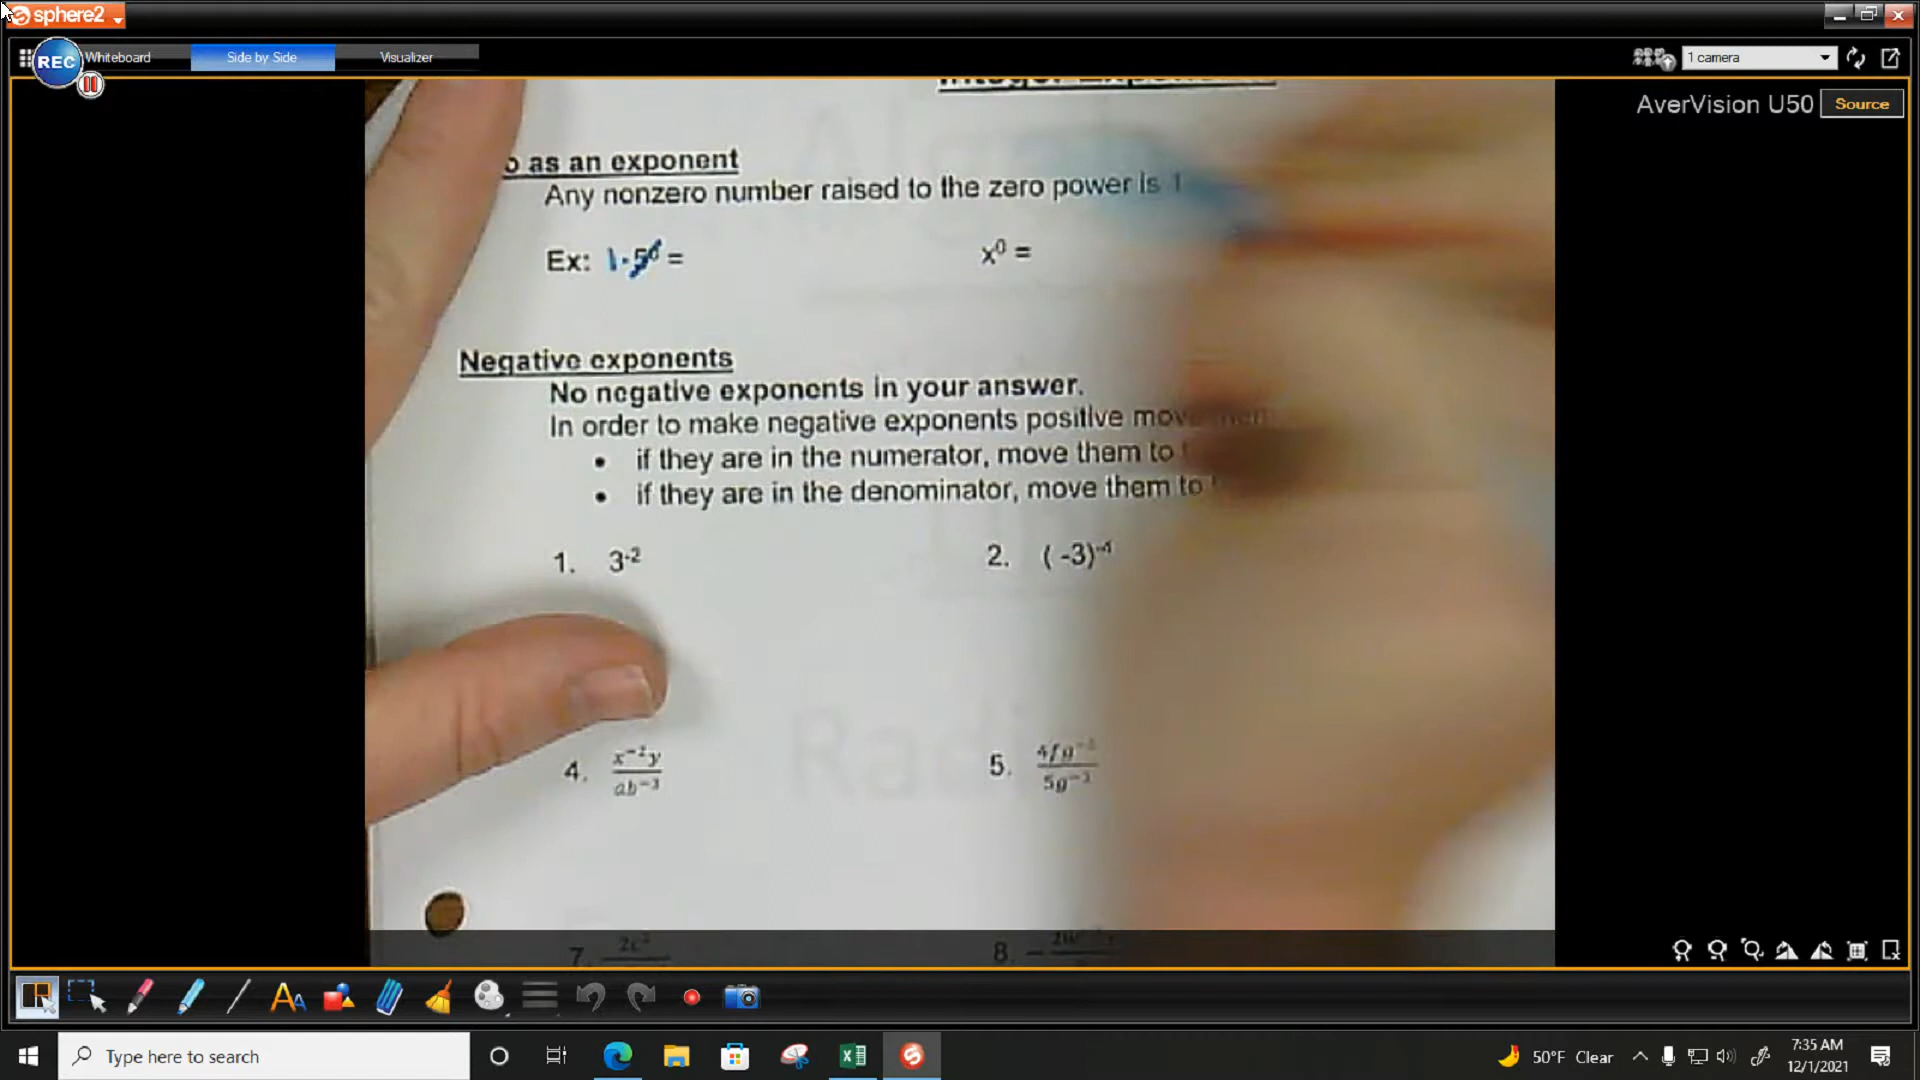 sphere2
REC Whiteboard Side by Side Visualizer
1 camera
AverVision U50 Source
as an exponent
Any nonzero number raised to the zero power is 1
Ex: 1·5⁰ =
x⁰ =
Negative exponents
No negative exponents in your answer.
In order to make negative exponents positive move
• if they are in the numerator, move them to
• if they are in the denominator, move them to
1. 3⁻²
2. (-3)⁻⁴
4. x⁻²y / ab⁻³
5. 4fg / 5g⁻³
7. 2c²
8. -
Type here to search
50°F Clear
7:35 AM
12/1/2021